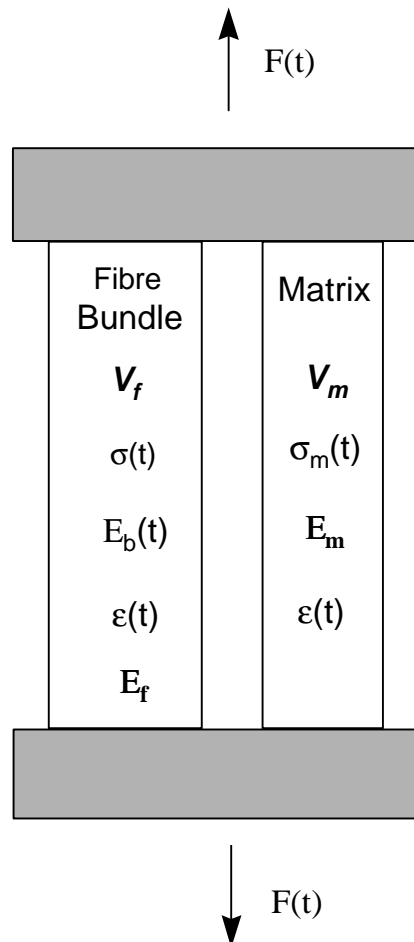 F(t)
Fibre
Bundle
V_f
σ(t)
E_b(t)
ε(t)
E_f
Matrix
V_m
σ_m(t)
E_m
ε(t)
F(t)